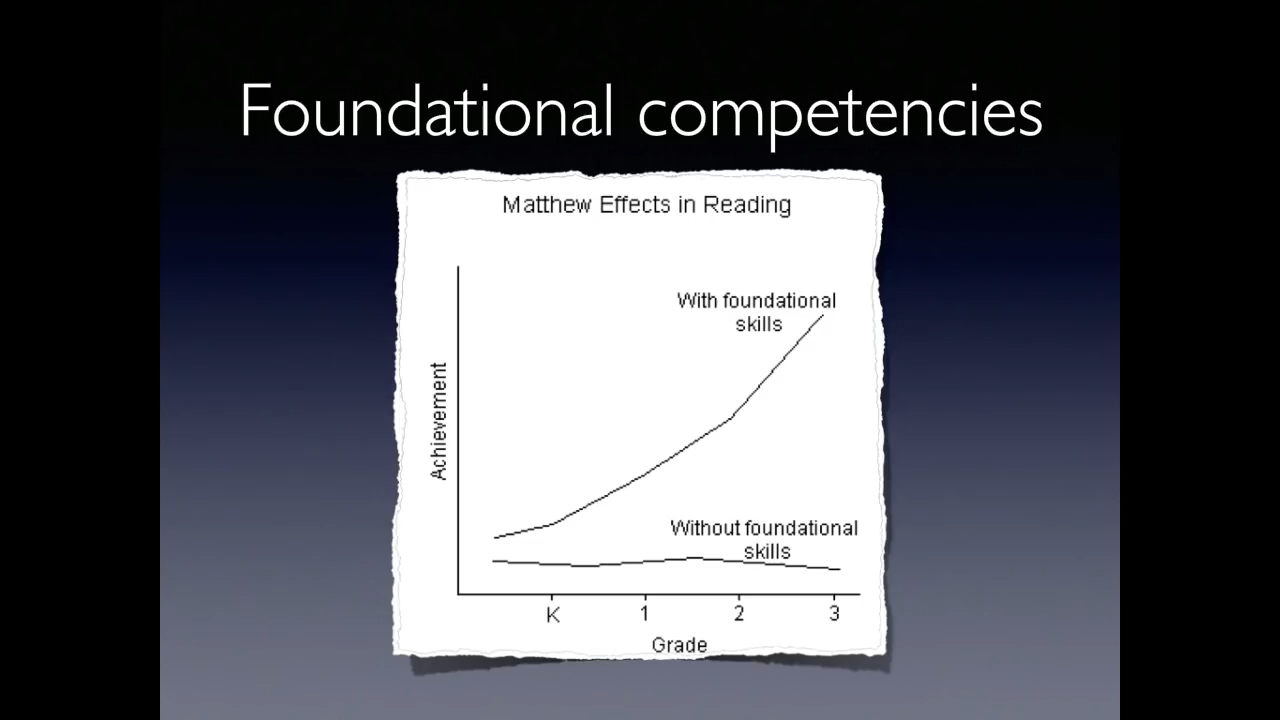 Foundational competencies
Matthew Effects in Reading
With foundational
skills
Achievement
Without foundational
skills
K 1 2 3
Grade